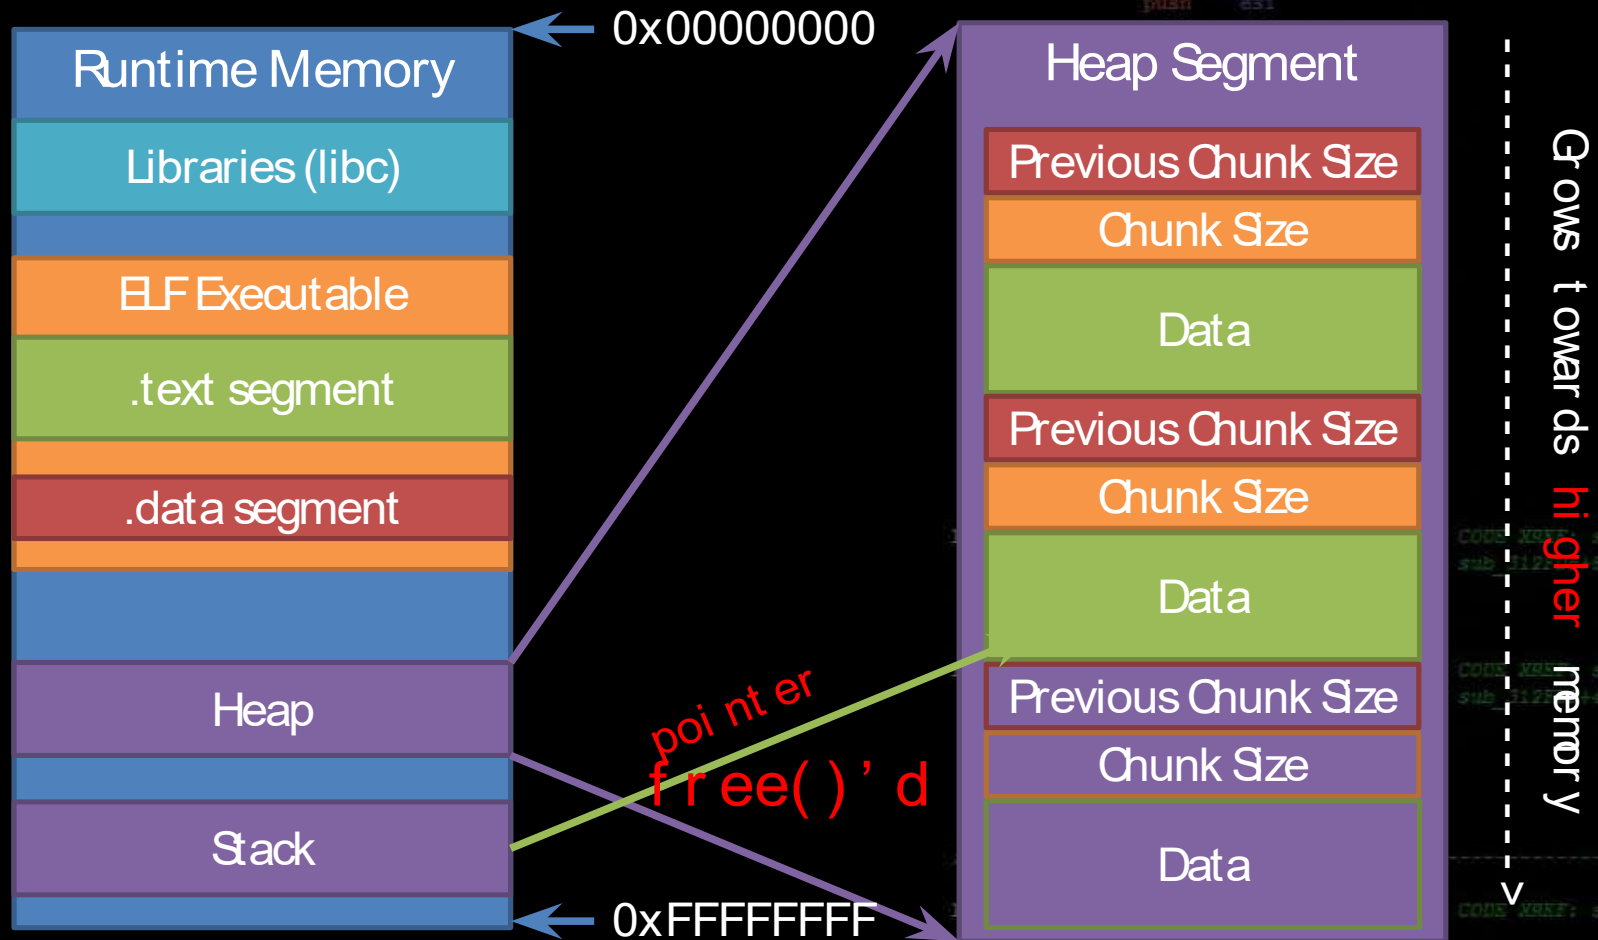 0x00000000
Runtime Memory
Libraries (libc)
ELF Executable
.text segment
.data segment
Heap
Stack
0xFFFFFFFF
pointer
free()’d
push esi
Heap Segment
Previous Chunk Size
Chunk Size
Data
Previous Chunk Size
Chunk Size
Data
Previous Chunk Size
Chunk Size
Data
Grows towards higher memory